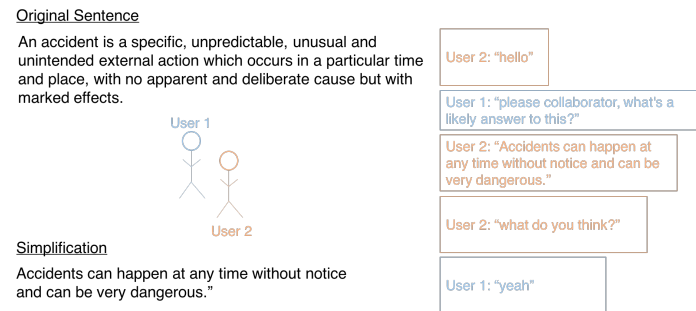 Original Sentence
An accident is a specific, unpredictable, unusual and
unintended external action which occurs in a particular time
and place, with no apparent and deliberate cause but with
marked effects.
User 1
User 2
Simplification
Accidents can happen at any time without notice
and can be very dangerous.”
User 2: “hello”
User 1: “please collaborator, what's a
likely answer to this?”
User 2: “Accidents can happen at
any time without notice and can be
very dangerous.”
User 2: “what do you think?”
User 1: “yeah”